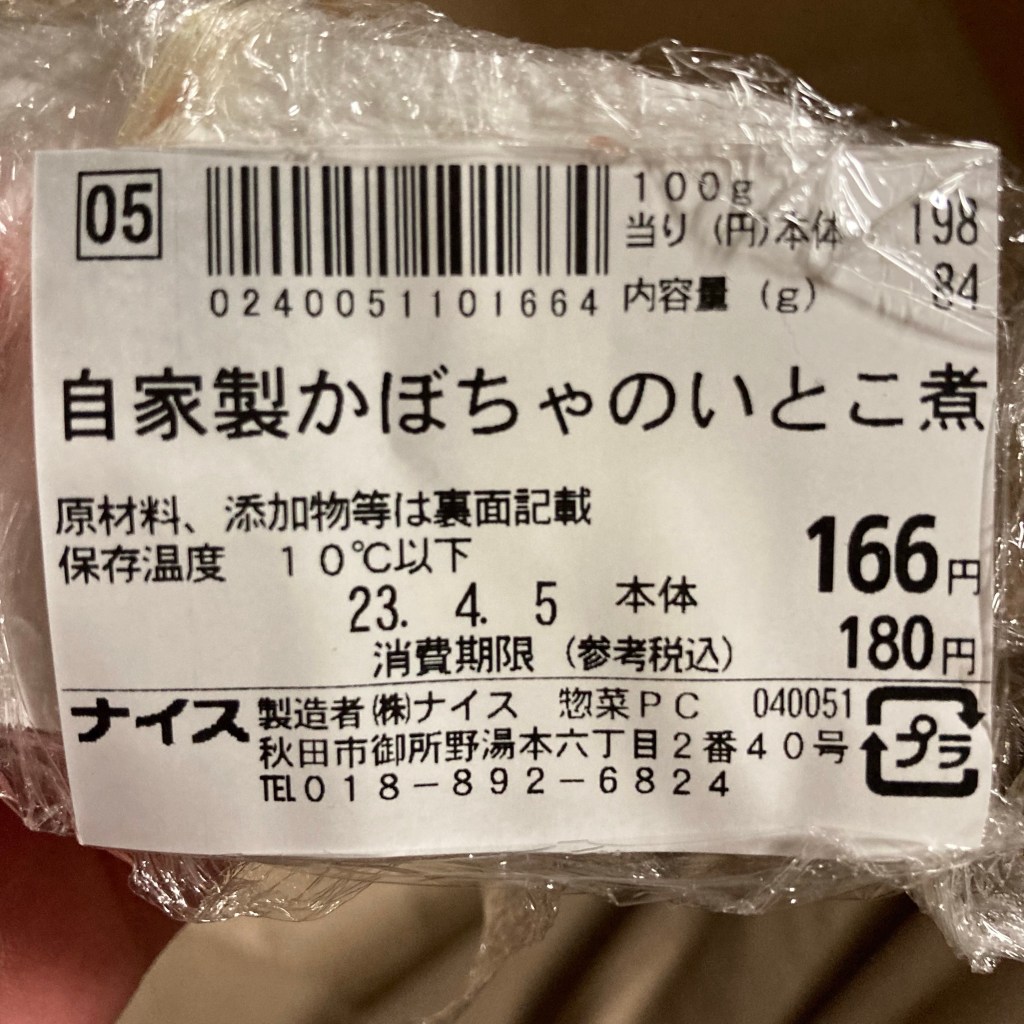 05
0240051101664
100g
当り (円)本体 198
内容量 (g) 84
自家製かぼちゃのいとこ煮
原材料、添加物等は裏面記載
保存温度 10℃以下
23. 4. 5 本体 166円
消費期限 (参考税込) 180円
ナイス 製造者(株)ナイス 惣菜PC 040051
秋田市御所野湯本六丁目2番40号
TEL018-892-6824
プラ